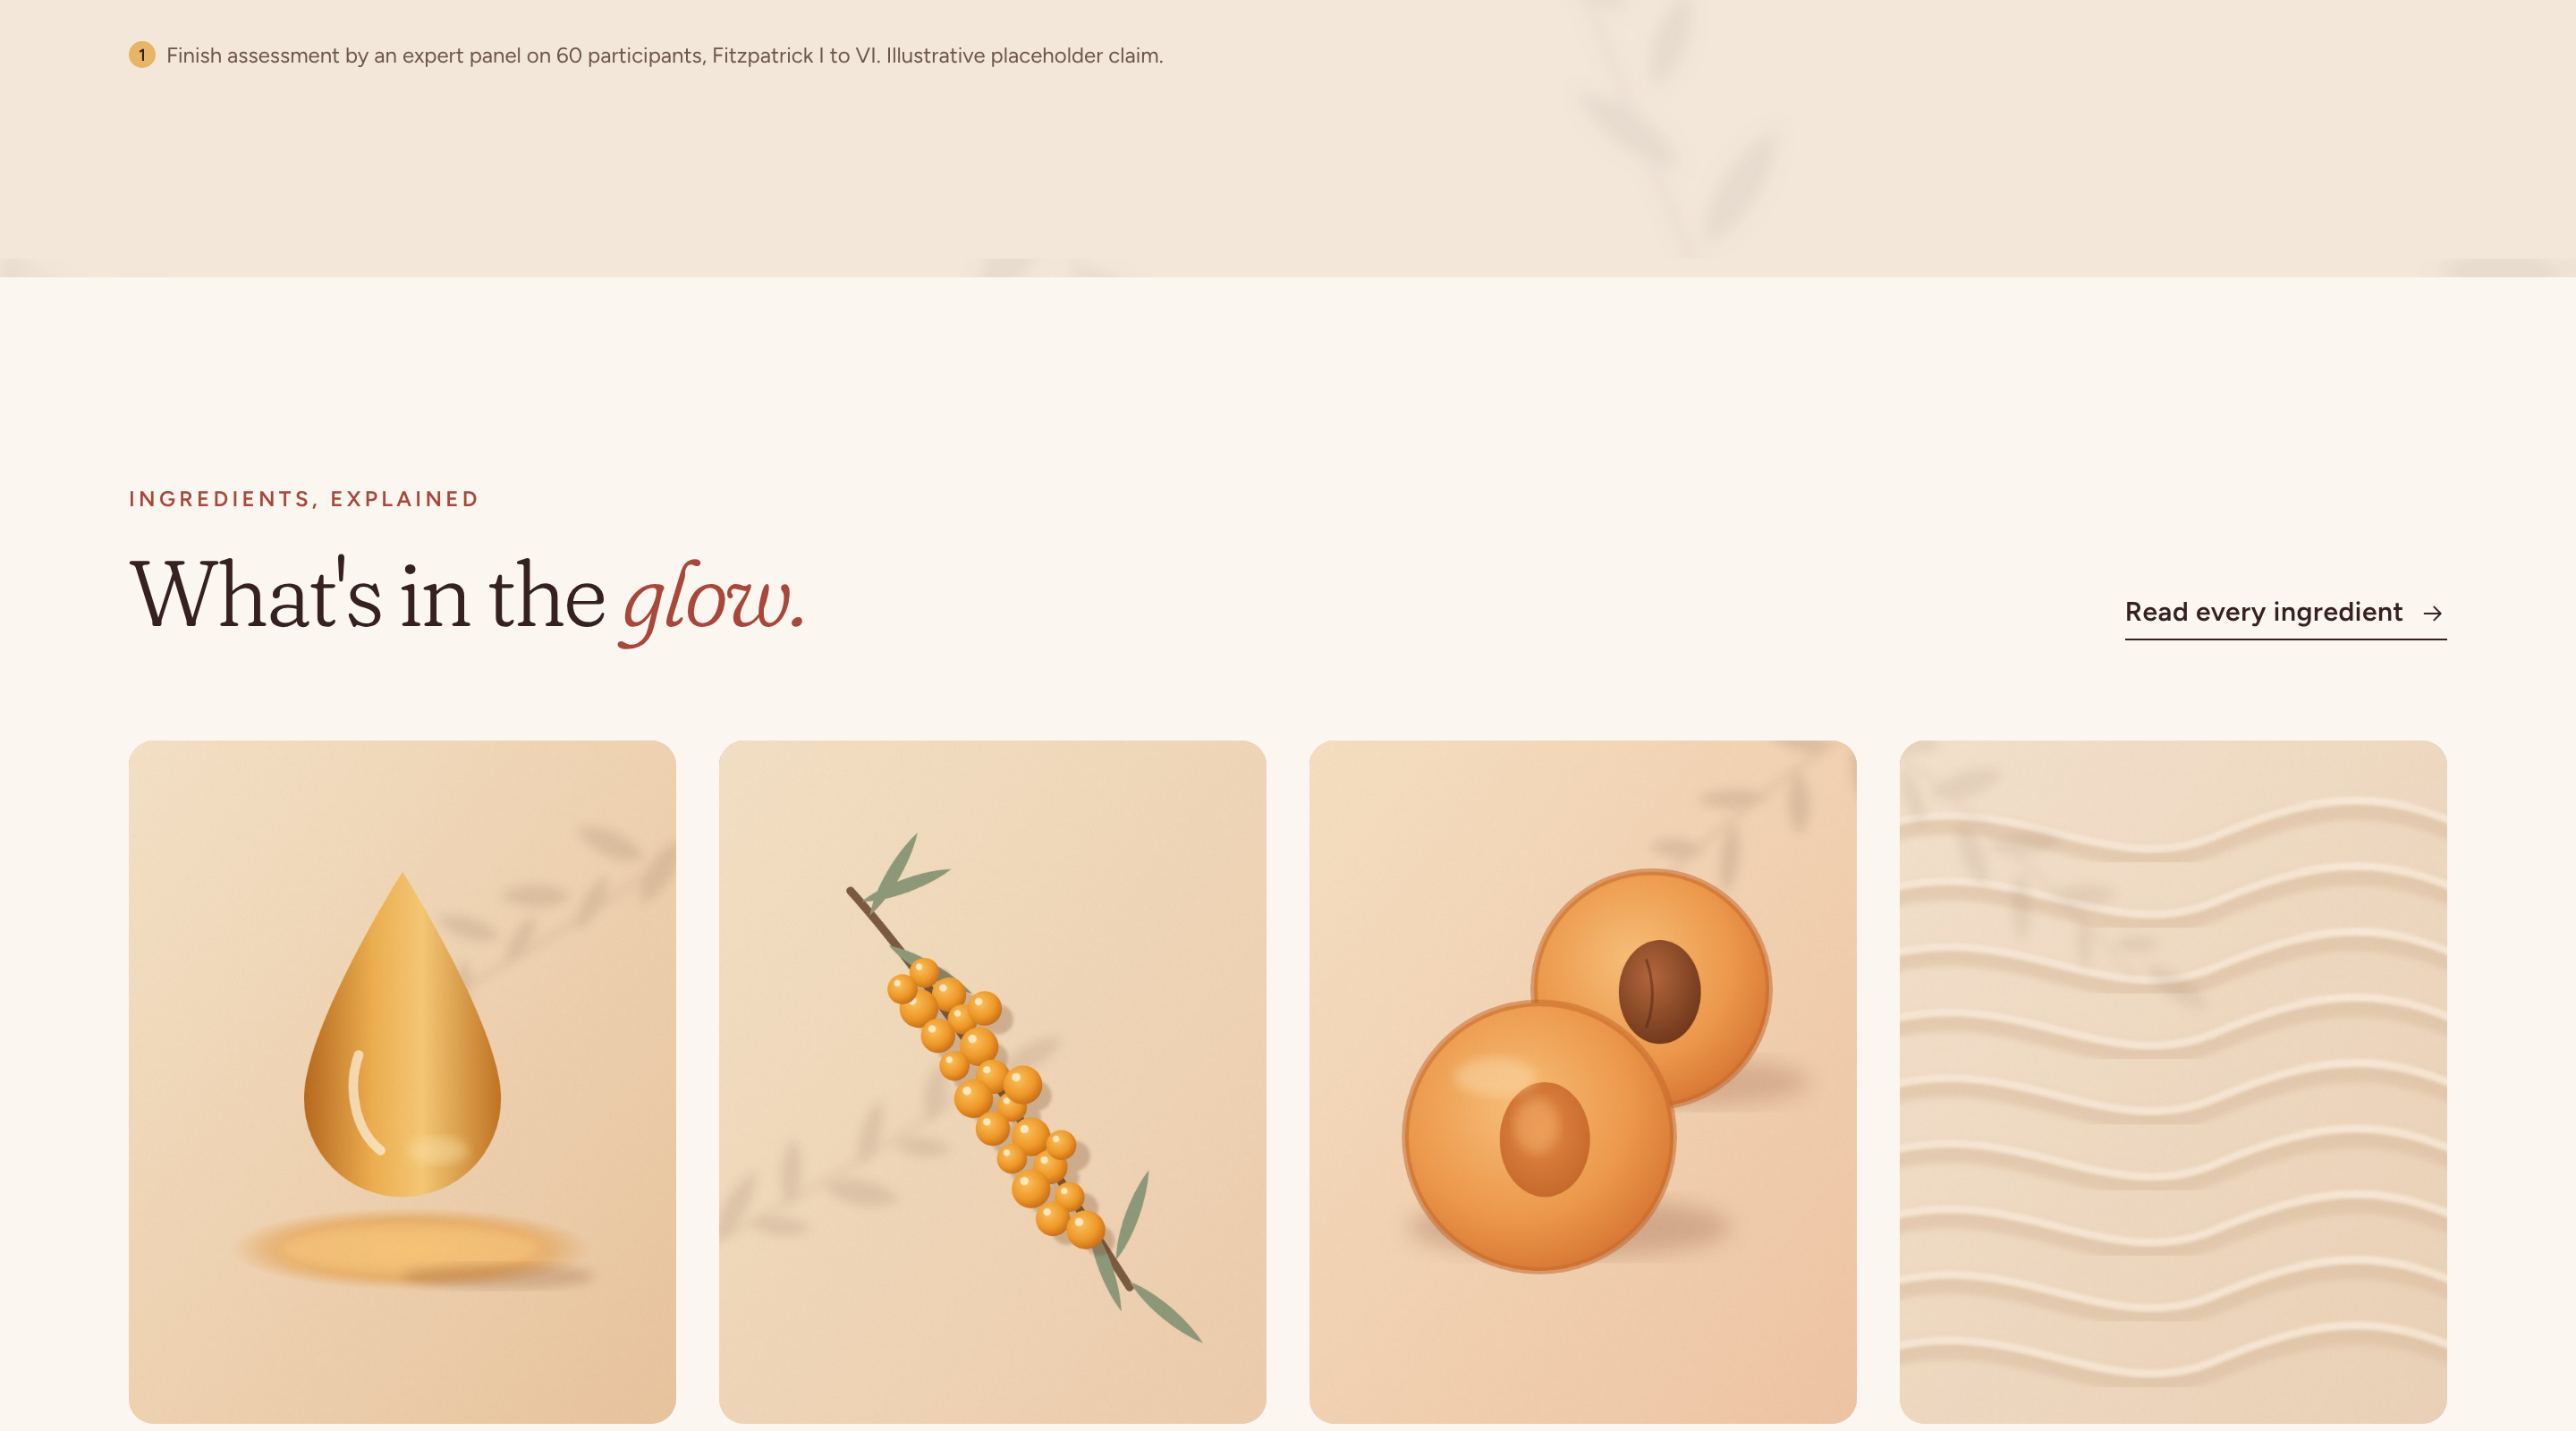 1 Finish assessment by an expert panel on 60 participants, Fitzpatrick I to VI. Illustrative placeholder claim.
INGREDIENTS, EXPLAINED
What's in the glow.
Read every ingredient →